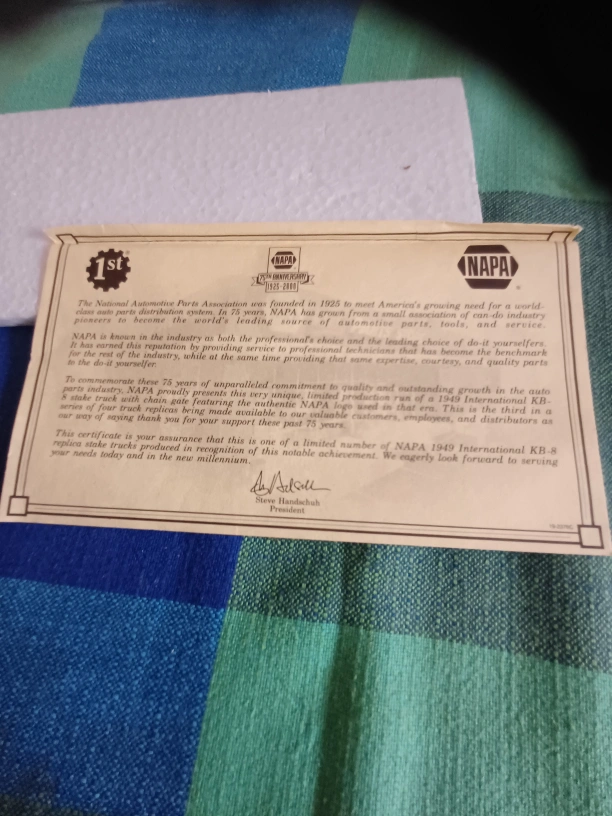 1st
NAPA
75TH ANNIVERSARY
1925-2000
NAPA
The National Automotive Parts Association was founded in 1925 to meet America's growing need for a world-
class auto parts distribution system. In 75 years, NAPA has grown from a small association of can-do industry
pioneers to become the world's leading source of automotive parts, tools, and service.
NAPA is known in the industry as both the professional's choice and the leading choice of do-it yourselfers.
It has earned this reputation by providing service to professional technicians that has become the benchmark
for the rest of the industry, while at the same time providing that same expertise, courtesy, and quality parts
to the do-it yourselfer.
To commemorate these 75 years of unparalleled commitment to quality and outstanding growth in the auto
parts industry, NAPA proudly presents this very unique, limited production run of a 1949 International KB-
8 stake truck with chain gate featuring the authentic NAPA logo used in that era. This is the third in a
series of four truck replicas being made available to our valuable customers, employees, and distributors as
our way of saying thank you for your support these past 75 years.
This certificate is your assurance that this is one of a limited number of NAPA 1949 International KB-8
replica stake trucks produced in recognition of this notable achievement. We eagerly look forward to serving
your needs today and in the new millennium.
Steve Handschuh
President